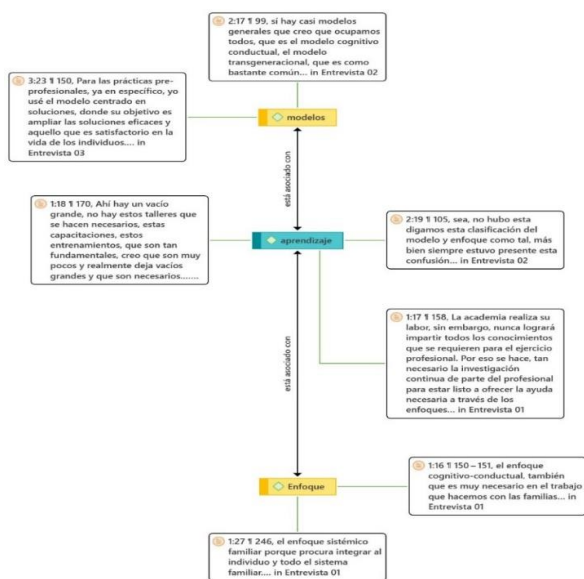 2:17 ¶ 99, si hay casi modelos
generales que creo que ocupamos
todos, que es el modelo cognitivo
conductual, el modelo
transgeneracional, que es como
bastante común... in Entrevista 02
3:23 ¶ 150, Para las prácticas pre-
profesionales, ya en específico, yo
usé el modelo centrado en
soluciones, donde su objetivo es
ampliar las soluciones eficaces y
aquello que es satisfactorio en la
vida de los individuos.... in
Entrevista 03
modelos
está asociado con
1:18 ¶ 170, Ahí hay un vacío
grande, no hay estos talleres que
se hacen necesarios, estas
capacitaciones, estos
entrenamientos, que son tan
fundamentales, creo que son muy
pocos y realmente deja vacíos
grandes y que son necesarios.......
aprendizaje
2:19 ¶ 105, sea, no hubo esta
digamos esta clasificación del
modelo y enfoque como tal, más
bien siempre estuvo presente esta
confusión... in Entrevista 02
1:17 ¶ 158, La academia realiza su
labor, sin embargo, nunca logrará
impartir todos los conocimientos
que se requieren para el ejercicio
profesional. Por eso se hace, tan
necesario la investigación
continua de parte del profesional
para estar listo a ofrecer la ayuda
necesaria a través de los
enfoques... in Entrevista 01
está asociado con
Enfoque
1:16 ¶ 150 – 151, el enfoque
cognitivo-conductual, también
que es muy necesario en el trabajo
que hacemos con las familias... in
Entrevista 01
1:27 ¶ 246, el enfoque sistémico
familiar porque procura integrar al
individuo y todo el sistema
familiar.... in Entrevista 01